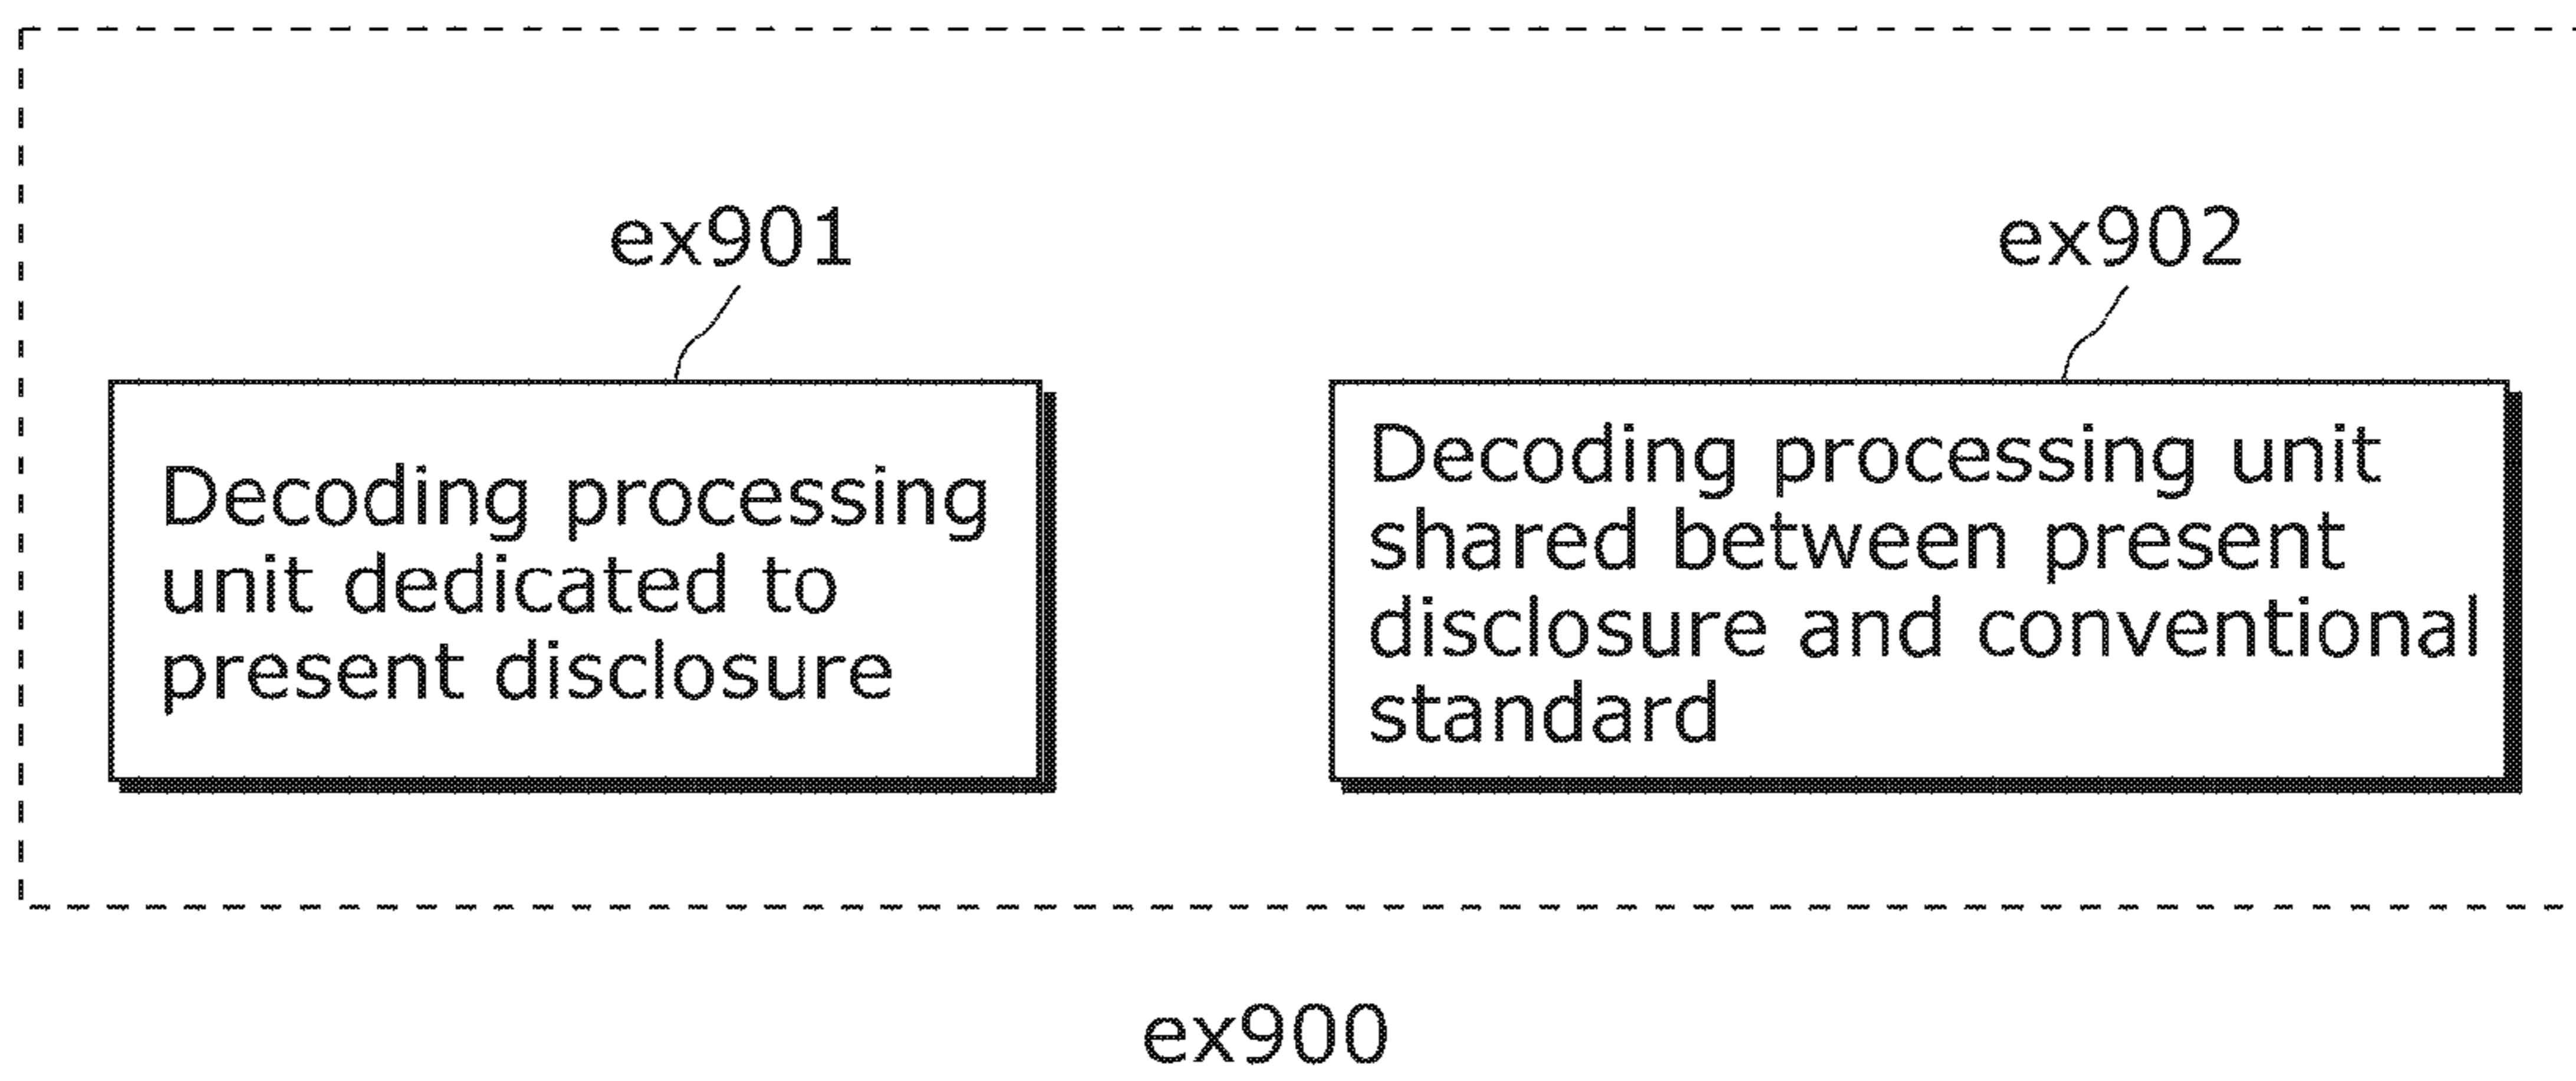 ex901
ex902
Decoding processing
unit dedicated to
present disclosure
Decoding processing unit
shared between present
disclosure and conventional
standard
ex900